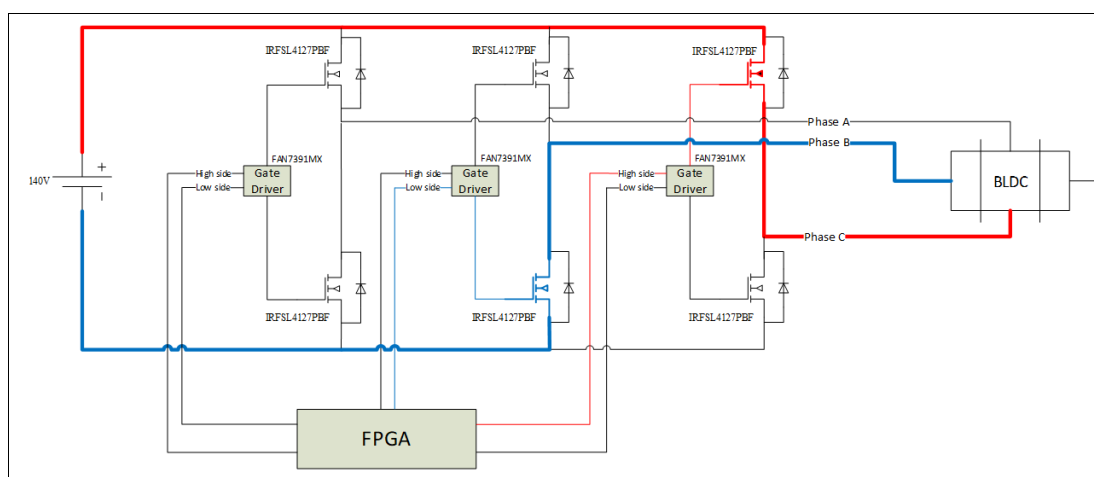 IRFSL4127PBF
IRFSL4127PBF
IRFSL4127PBF
Phase A
Phase B
FAN7391MX
FAN7391MX
FAN7391MX
140V
+
High side
Low side
Gate
Driver
High side
Low side
Gate
Driver
High side
Low side
Gate
Driver
BLDC
Phase C
IRFSL4127PBF
IRFSL4127PBF
IRFSL4127PBF
FPGA